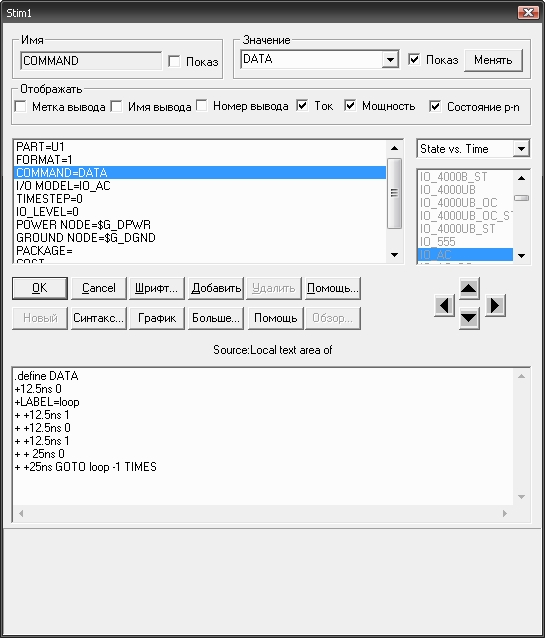 Stim1
Имя
COMMAND
Показ
Значение
DATA
Показ
Менять
Отображать
Метка вывода
Имя вывода
Номер вывода
Ток
Мощность
Состояние p-n
PART=U1
FORMAT=1
COMMAND=DATA
I/O MODEL=IO_AC
TIMESTEP=0
IO_LEVEL=0
POWER NODE=$G_DPWR
GROUND NODE=$G_DGND
PACKAGE=
COST
State vs. Time
IO_4000B_ST
IO_4000UB
IO_4000UB_OC
IO_4000UB_OC_ST
IO_4000UB_ST
IO_555
IO_AC
OK
Cancel
Шрифт...
Добавить
Удалить
Помощь...
Новый
Синтакс...
График
Больше...
Помощь
Обзор...
Source:Local text area of
.define DATA
+12.5ns 0
+LABEL=loop
+ +12.5ns 1
+ +12.5ns 0
+ +12.5ns 1
+ + 25ns 0
+ +25ns GOTO loop -1 TIMES